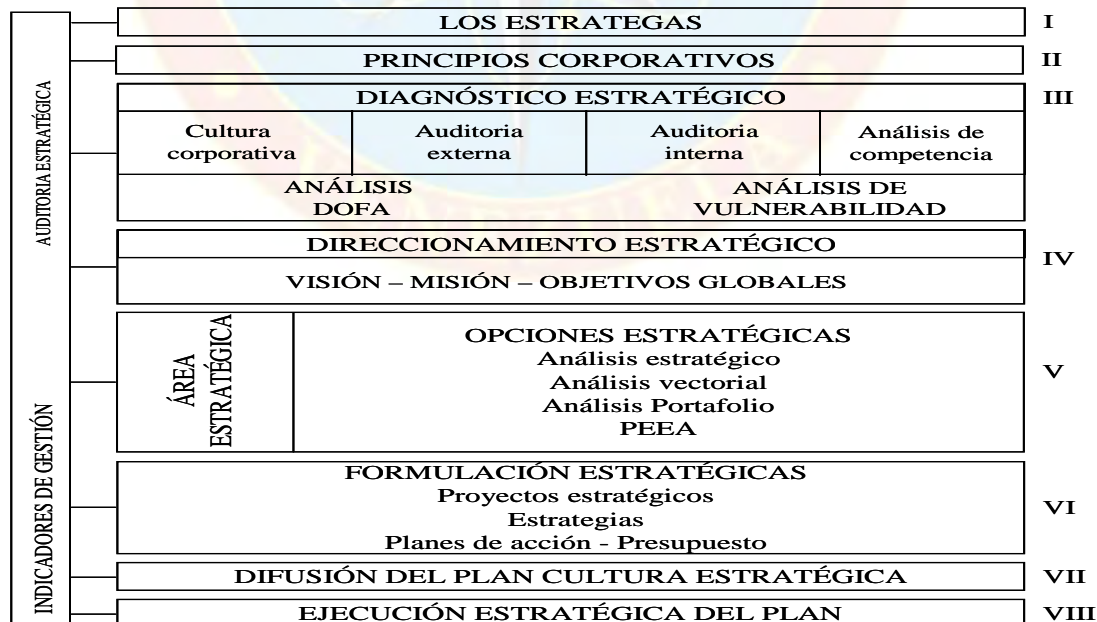 LOS ESTRATEGAS
I
PRINCIPIOS CORPORATIVOS
II
DIAGNÓSTICO ESTRATÉGICO
III
Cultura
corporativa
Auditoria
externa
Auditoria
interna
Análisis de
competencia
ANÁLISIS
DOFA
ANÁLISIS DE
VULNERABILIDAD
DIRECCIONAMIENTO ESTRATÉGICO
IV
VISIÓN – MISIÓN – OBJETIVOS GLOBALES
ÁREA
ESTRATÉGICA
OPCIONES ESTRATÉGICAS
Análisis estratégico
Análisis vectorial
Análisis Portafolio
PEEA
V
FORMULACIÓN ESTRATÉGICAS
Proyectos estratégicos
Estrategias
Planes de acción - Presupuesto
VI
DIFUSIÓN DEL PLAN CULTURA ESTRATÉGICA
VII
EJECUCIÓN ESTRATÉGICA DEL PLAN
VIII
AUDITORIA ESTRATÉGICA
INDICADORES DE GESTIÓN